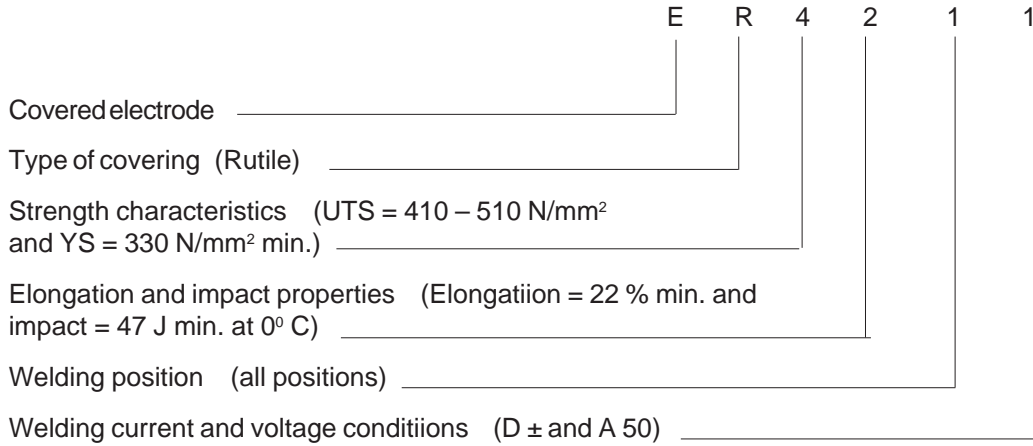 E R 4 2 1 1
Covered electrode
Type of covering (Rutile)
Strength characteristics (UTS = 410 – 510 N/mm²
and YS = 330 N/mm² min.)
Elongation and impact properties (Elongatiion = 22 % min. and
impact = 47 J min. at 0⁰ C)
Welding position (all positions)
Welding current and voltage conditiions (D ± and A 50)